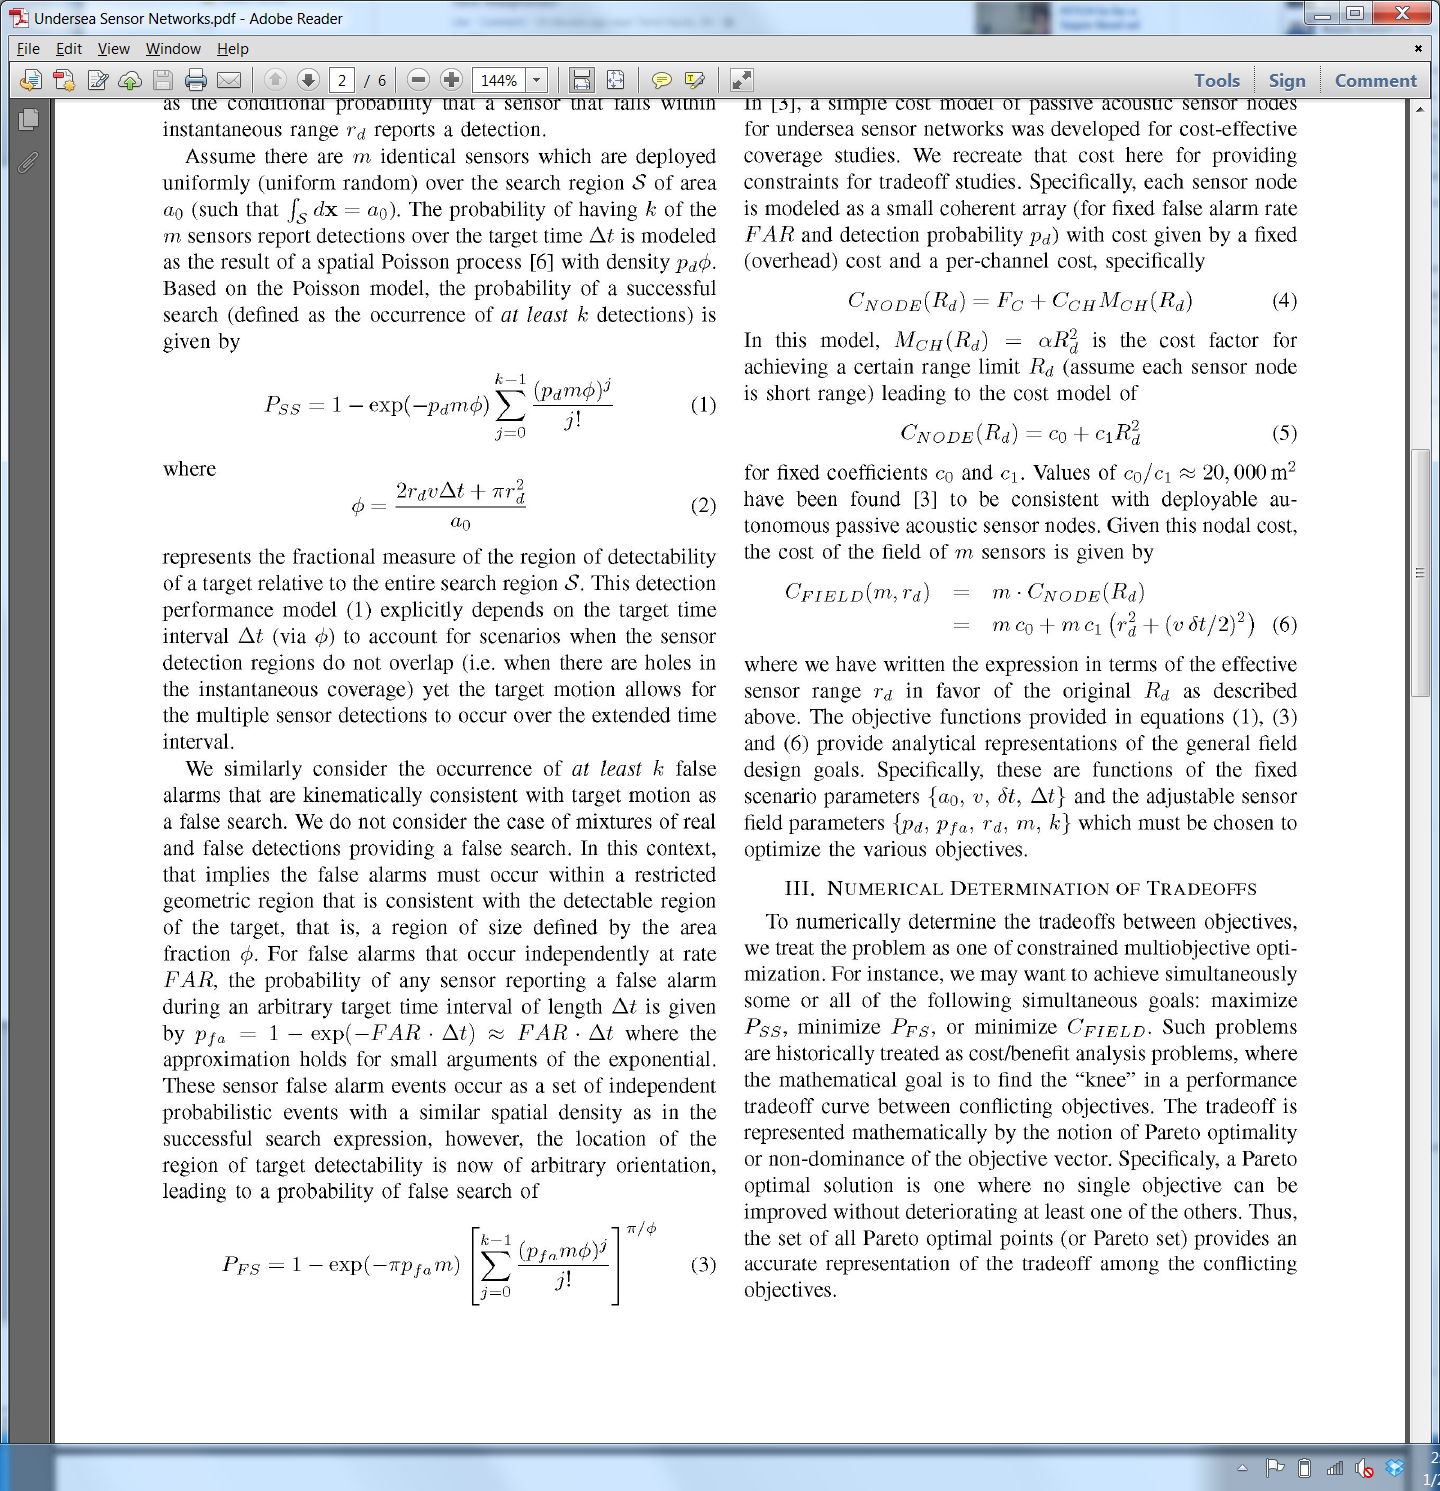 Undersea Sensor Networks.pdf - Adobe Reader
File Edit View Window Help
2 / 6 144% Tools Sign Comment
as the conditional probability that a sensor that falls within
instantaneous range r_d reports a detection.
Assume there are m identical sensors which are deployed
uniformly (uniform random) over the search region S of area
a_0 (such that ∫_S dx = a_0). The probability of having k of the
m sensors report detections over the target time Δt is modeled
as the result of a spatial Poisson process [6] with density p_dϕ.
Based on the Poisson model, the probability of a successful
search (defined as the occurrence of at least k detections) is
given by
P_SS = 1 − exp(−p_d mϕ) ∑_{j=0}^{k−1} (p_d mϕ)^j / j! (1)
where
ϕ = (2r_d vΔt + πr_d^2) / a_0 (2)
represents the fractional measure of the region of detectability
of a target relative to the entire search region S. This detection
performance model (1) explicitly depends on the target time
interval Δt (via ϕ) to account for scenarios when the sensor
detection regions do not overlap (i.e. when there are holes in
the instantaneous coverage) yet the target motion allows for
the multiple sensor detections to occur over the extended time
interval.
We similarly consider the occurrence of at least k false
alarms that are kinematically consistent with target motion as
a false search. We do not consider the case of mixtures of real
and false detections providing a false search. In this context,
that implies the false alarms must occur within a restricted
geometric region that is consistent with the detectable region
of the target, that is, a region of size defined by the area
fraction ϕ. For false alarms that occur independently at rate
FAR, the probability of any sensor reporting a false alarm
during an arbitrary target time interval of length Δt is given
by p_fa = 1 − exp(−FAR · Δt) ≈ FAR · Δt where the
approximation holds for small arguments of the exponential.
These sensor false alarm events occur as a set of independent
probabilistic events with a similar spatial density as in the
successful search expression, however, the location of the
region of target detectability is now of arbitrary orientation,
leading to a probability of false search of
P_FS = 1 − exp(−πp_fa m) [∑_{j=0}^{k−1} (p_fa mϕ)^j / j!]^{π/ϕ} (3)
In [3], a simple cost model of passive acoustic sensor nodes
for undersea sensor networks was developed for cost-effective
coverage studies. We recreate that cost here for providing
constraints for tradeoff studies. Specifically, each sensor node
is modeled as a small coherent array (for fixed false alarm rate
FAR and detection probability p_d) with cost given by a fixed
(overhead) cost and a per-channel cost, specifically
C_NODE(R_d) = F_C + C_CH M_CH(R_d) (4)
In this model, M_CH(R_d) = αR_d^2 is the cost factor for
achieving a certain range limit R_d (assume each sensor node
is short range) leading to the cost model of
C_NODE(R_d) = c_0 + c_1 R_d^2 (5)
for fixed coefficients c_0 and c_1. Values of c_0/c_1 ≈ 20,000 m^2
have been found [3] to be consistent with deployable au-
tonomous passive acoustic sensor nodes. Given this nodal cost,
the cost of the field of m sensors is given by
C_FIELD(m, r_d) = m · C_NODE(R_d)
= m c_0 + m c_1 (r_d^2 + (v δt/2)^2) (6)
where we have written the expression in terms of the effective
sensor range r_d in favor of the original R_d as described
above. The objective functions provided in equations (1), (3)
and (6) provide analytical representations of the general field
design goals. Specifically, these are functions of the fixed
scenario parameters {a_0, v, δt, Δt} and the adjustable sensor
field parameters {p_d, p_fa, r_d, m, k} which must be chosen to
optimize the various objectives.
III. NUMERICAL DETERMINATION OF TRADEOFFS
To numerically determine the tradeoffs between objectives,
we treat the problem as one of constrained multiobjective opti-
mization. For instance, we may want to achieve simultaneously
some or all of the following simultaneous goals: maximize
P_SS, minimize P_FS, or minimize C_FIELD. Such problems
are historically treated as cost/benefit analysis problems, where
the mathematical goal is to find the “knee” in a performance
tradeoff curve between conflicting objectives. The tradeoff is
represented mathematically by the notion of Pareto optimality
or non-dominance of the objective vector. Specificaly, a Pareto
optimal solution is one where no single objective can be
improved without deteriorating at least one of the others. Thus,
the set of all Pareto optimal points (or Pareto set) provides an
accurate representation of the tradeoff among the conflicting
objectives.